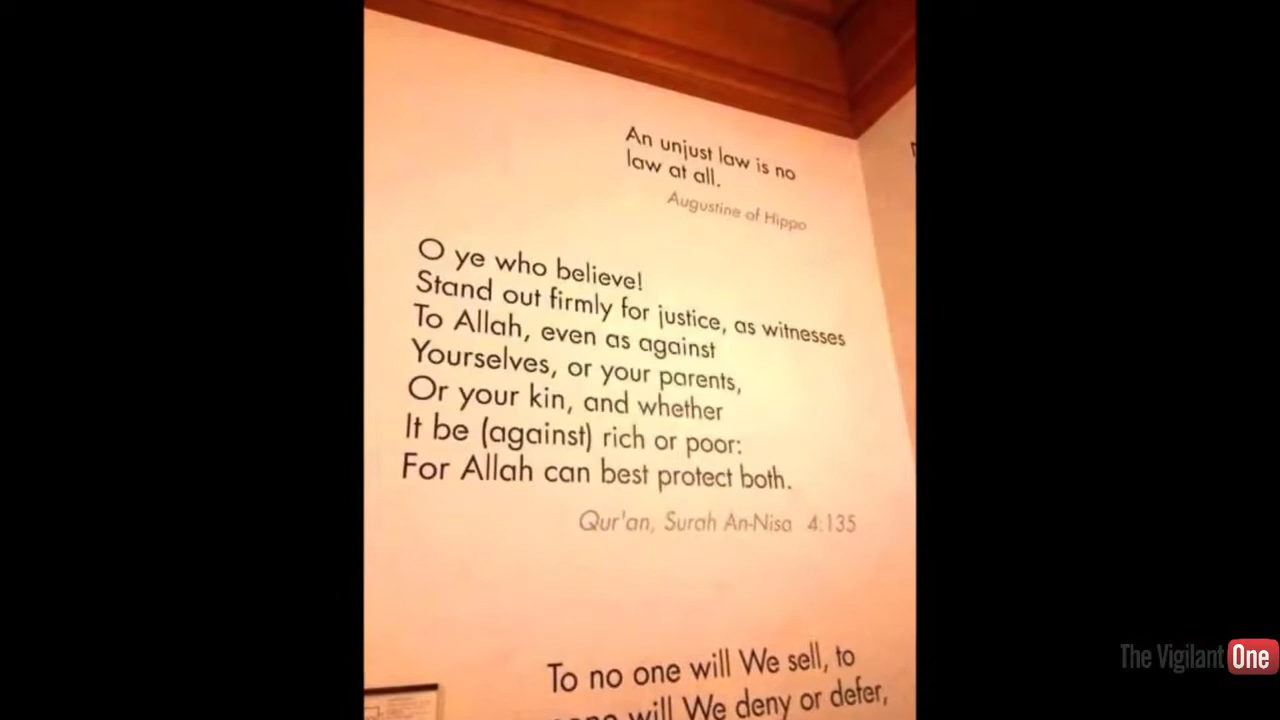 An unjust law is no
law at all.
Augustine of Hippo
O ye who believe!
Stand out firmly for justice, as witnesses
To Allah, even as against
Yourselves, or your parents,
Or your kin, and whether
It be (against) rich or poor:
For Allah can best protect both.
Qur'an, Surah An-Nisa 4:135
To no one will We sell, to
will We deny or defer,
The Vigilant One